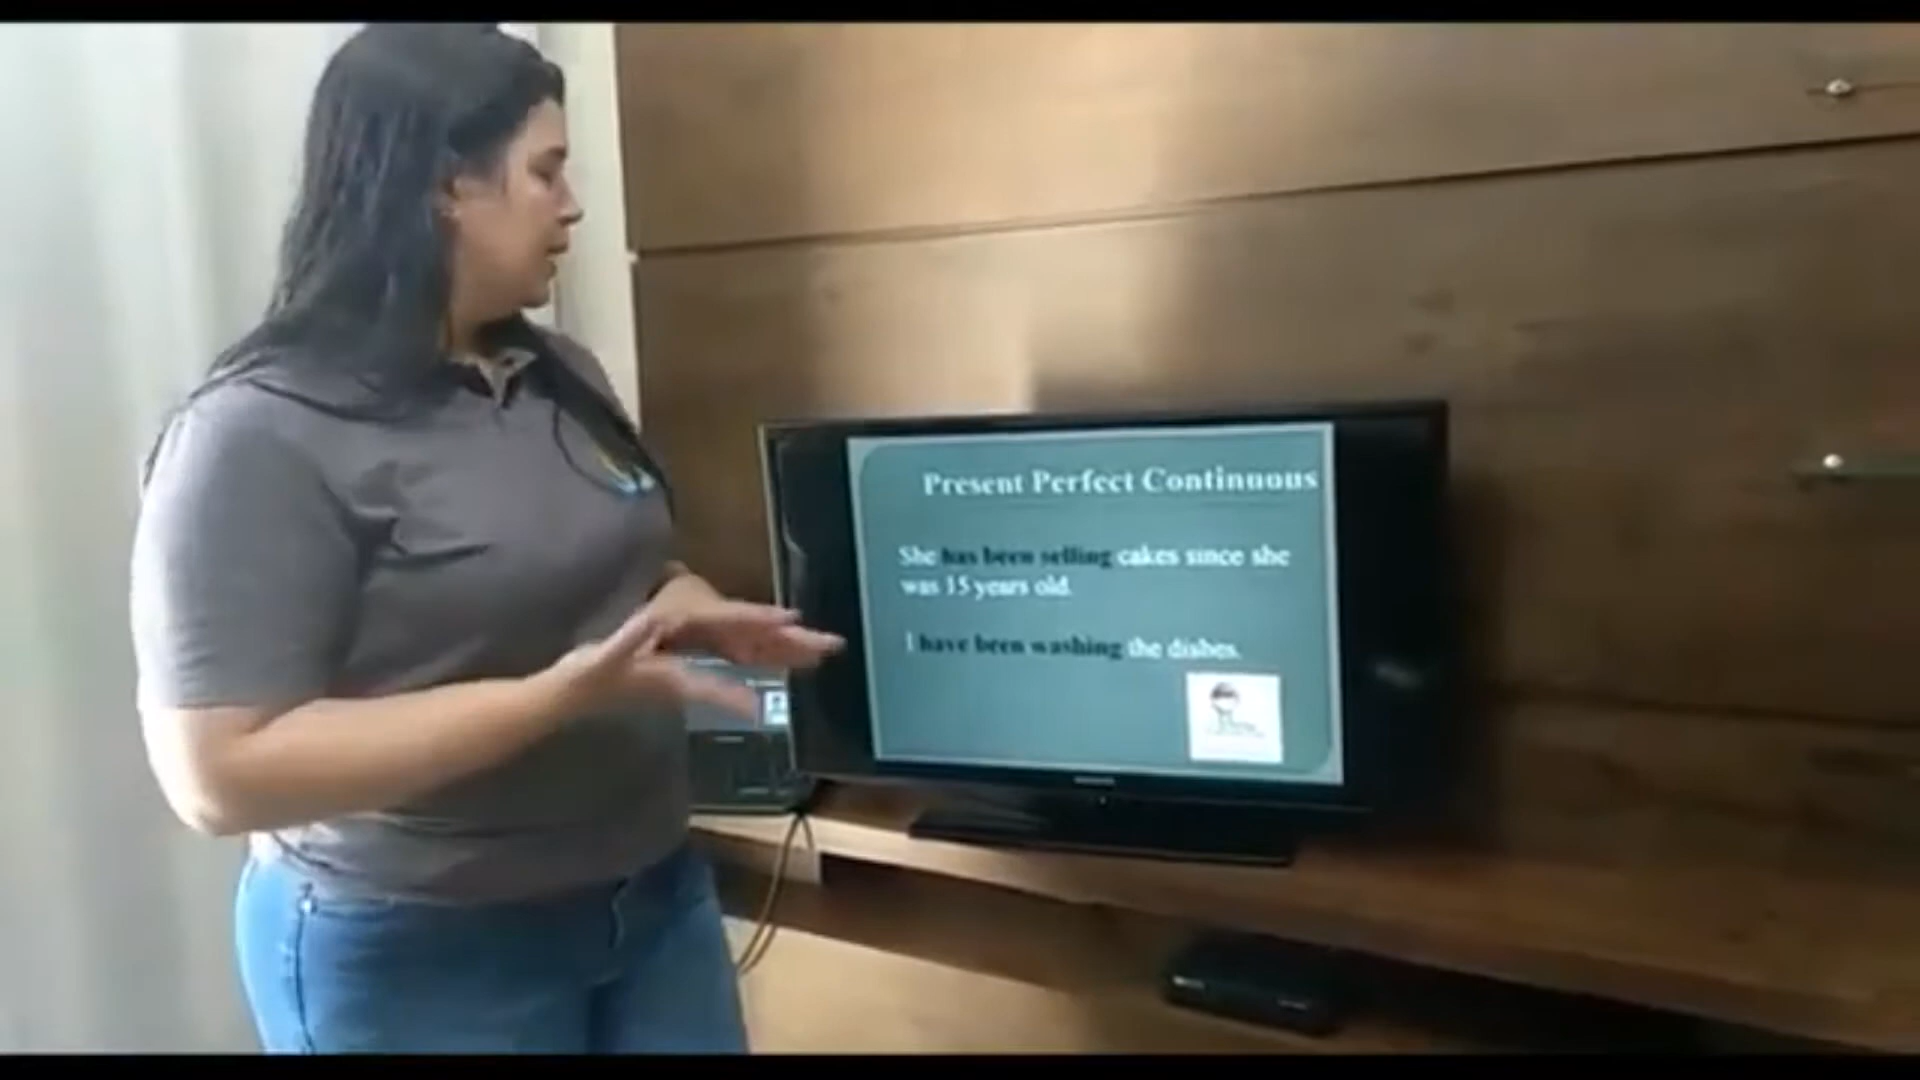 Present Perfect Continuous
She has been selling cakes since she
was 15 years old.
I have been washing the dishes.